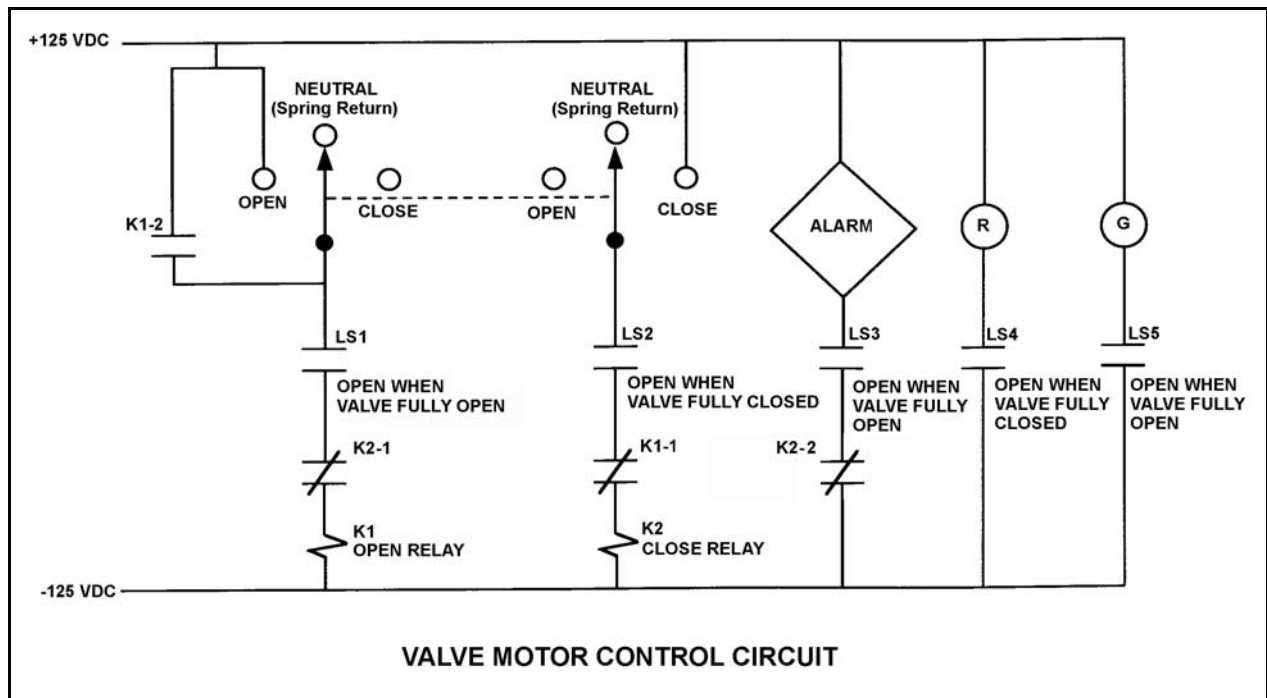 +125 VDC
NEUTRAL
(Spring Return)
NEUTRAL
(Spring Return)
OPEN
CLOSE
OPEN
CLOSE
K1-2
ALARM
R
G
LS1
OPEN WHEN
VALVE FULLY OPEN
LS2
OPEN WHEN
VALVE FULLY CLOSED
LS3
OPEN WHEN
VALVE FULLY
OPEN
LS4
OPEN WHEN
VALVE FULLY
CLOSED
LS5
OPEN WHEN
VALVE FULLY
OPEN
K2-1
K1-1
K2-2
K1
OPEN RELAY
K2
CLOSE RELAY
-125 VDC
VALVE MOTOR CONTROL CIRCUIT